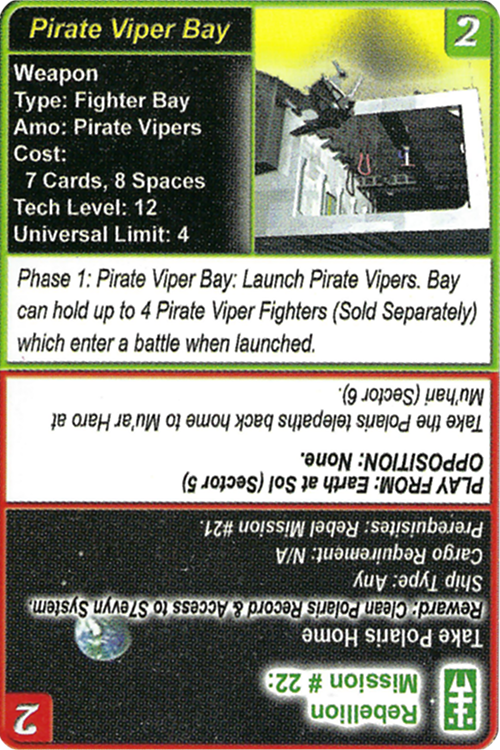 Pirate Viper Bay
2
Weapon
Type: Fighter Bay
Amo: Pirate Vipers
Cost:
7 Cards, 8 Spaces
Tech Level: 12
Universal Limit: 4
Phase 1: Pirate Viper Bay: Launch Pirate Vipers. Bay
can hold up to 4 Pirate Viper Fighters (Sold Separately)
which enter a battle when launched.
2
Rebellion
Mission # 22:
Take Polaris Home
Reward: Clean Polaris Record & Access to S7evyn System.
Ship Type: Any
Cargo Requirement: N/A
Prerequisites: Rebel Mission #21.
PLAY FROM: Earth at Sol (Sector 5)
OPPOSITION: None.
Take the Polaris telepaths back home to Mu'ar Haro at
Mu'hari (Sector 6).